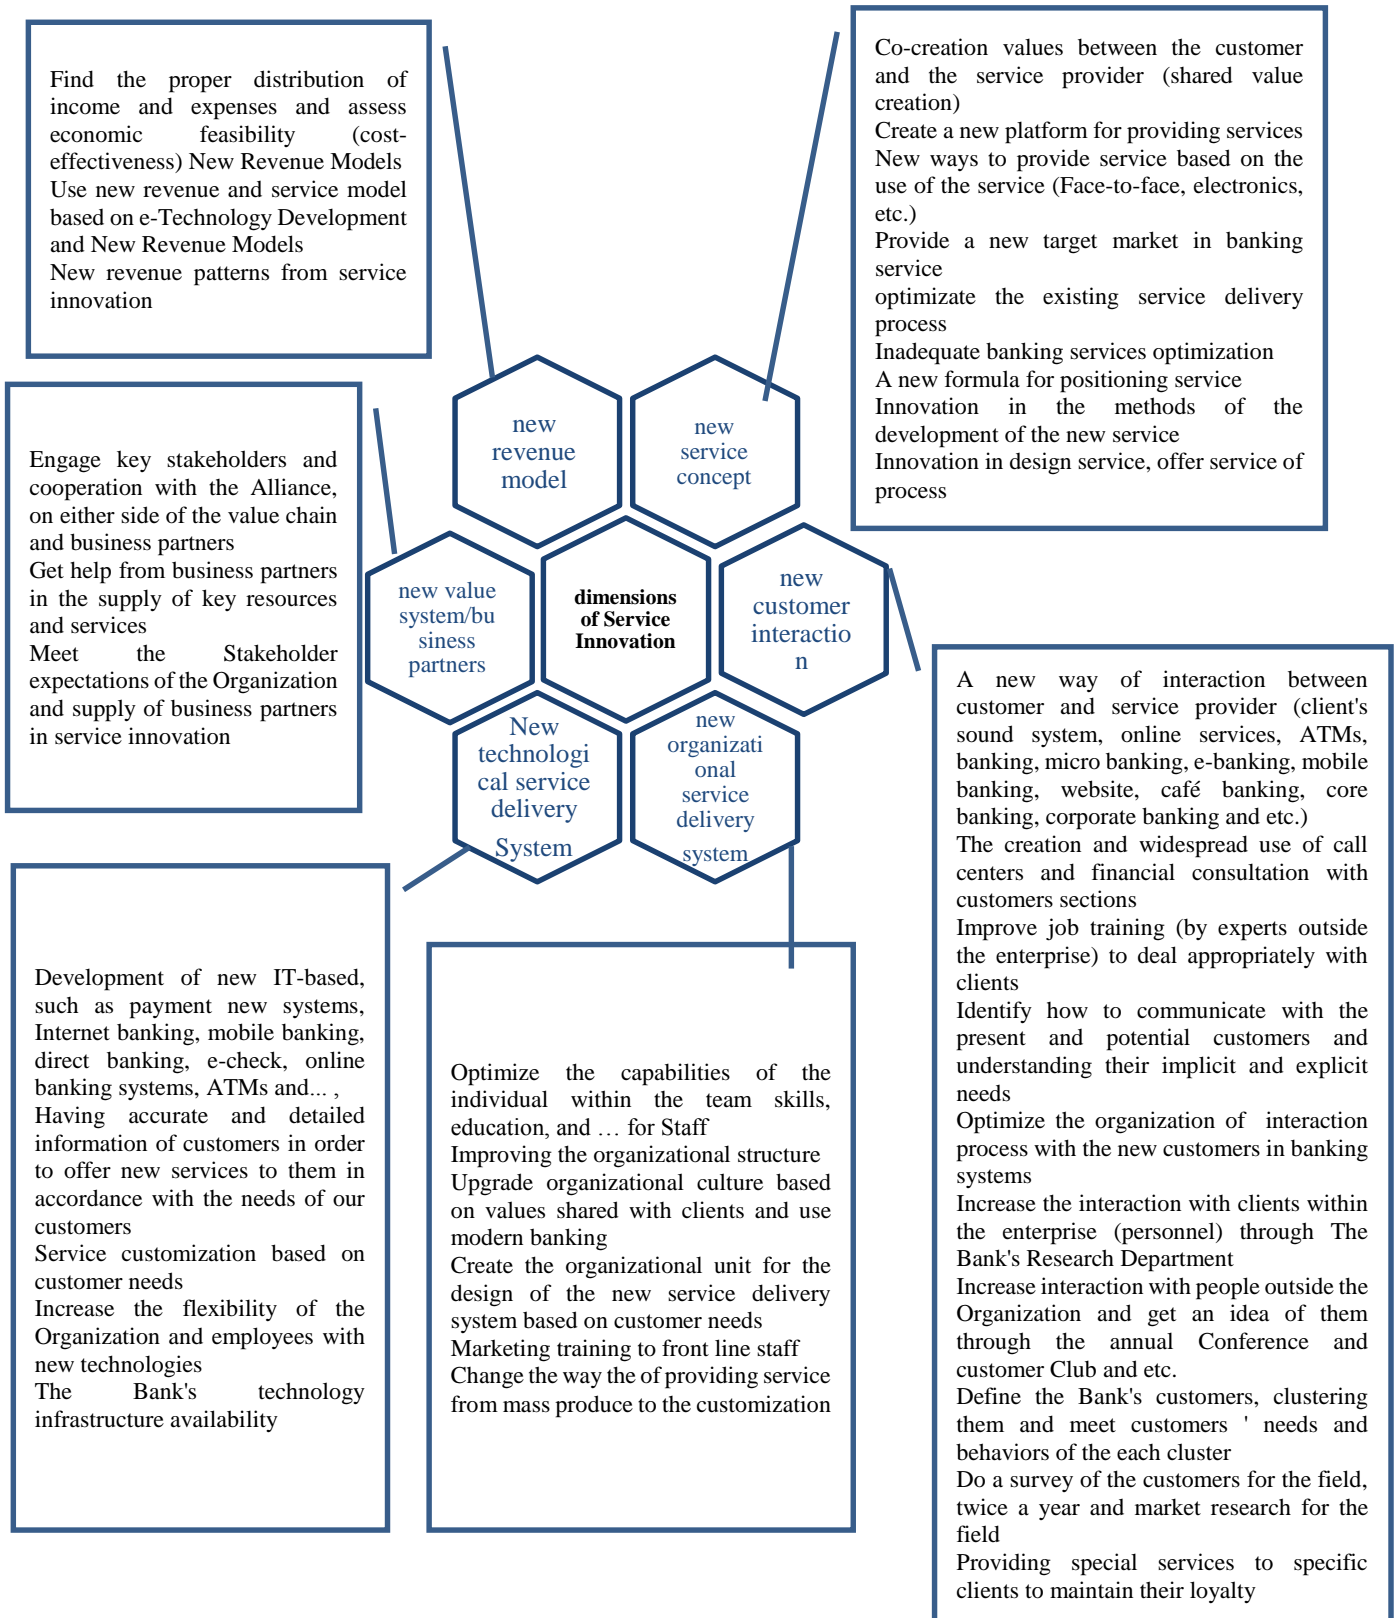 Find the proper distribution of
income and expenses and assess
economic feasibility (cost-
effectiveness) New Revenue Models
Use new revenue and service model
based on e-Technology Development
and New Revenue Models
New revenue patterns from service
innovation
Co-creation values between the customer
and the service provider (shared value
creation)
Create a new platform for providing services
New ways to provide service based on the
use of the service (Face-to-face, electronics,
etc.)
Provide a new target market in banking
service
optimizate the existing service delivery
process
Inadequate banking services optimization
A new formula for positioning service
Innovation in the methods of the
development of the new service
Innovation in design service, offer service of
process
new
revenue
model
new
service
concept
Engage key stakeholders and
cooperation with the Alliance,
on either side of the value chain
and business partners
Get help from business partners
in the supply of key resources
and services
Meet the Stakeholder
expectations of the Organization
and supply of business partners
in service innovation
new value
system/bu
siness
partners
dimensions
of Service
Innovation
new
customer
interactio
n
New
technologi
cal service
delivery
System
new
organizati
onal
service
delivery
system
A new way of interaction between
customer and service provider (client's
sound system, online services, ATMs,
banking, micro banking, e-banking, mobile
banking, website, café banking, core
banking, corporate banking and etc.)
The creation and widespread use of call
centers and financial consultation with
customers sections
Improve job training (by experts outside
the enterprise) to deal appropriately with
clients
Identify how to communicate with the
present and potential customers and
understanding their implicit and explicit
needs
Optimize the organization of interaction
process with the new customers in banking
systems
Increase the interaction with clients within
the enterprise (personnel) through The
Bank's Research Department
Increase interaction with people outside the
Organization and get an idea of them
through the annual Conference and
customer Club and etc.
Define the Bank's customers, clustering
them and meet customers ' needs and
behaviors of the each cluster
Do a survey of the customers for the field,
twice a year and market research for the
field
Providing special services to specific
clients to maintain their loyalty
Development of new IT-based,
such as payment new systems,
Internet banking, mobile banking,
direct banking, e-check, online
banking systems, ATMs and... ,
Having accurate and detailed
information of customers in order
to offer new services to them in
accordance with the needs of our
customers
Service customization based on
customer needs
Increase the flexibility of the
Organization and employees with
new technologies
The Bank's technology
infrastructure availability
Optimize the capabilities of the
individual within the team skills,
education, and … for Staff
Improving the organizational structure
Upgrade organizational culture based
on values shared with clients and use
modern banking
Create the organizational unit for the
design of the new service delivery
system based on customer needs
Marketing training to front line staff
Change the way the of providing service
from mass produce to the customization